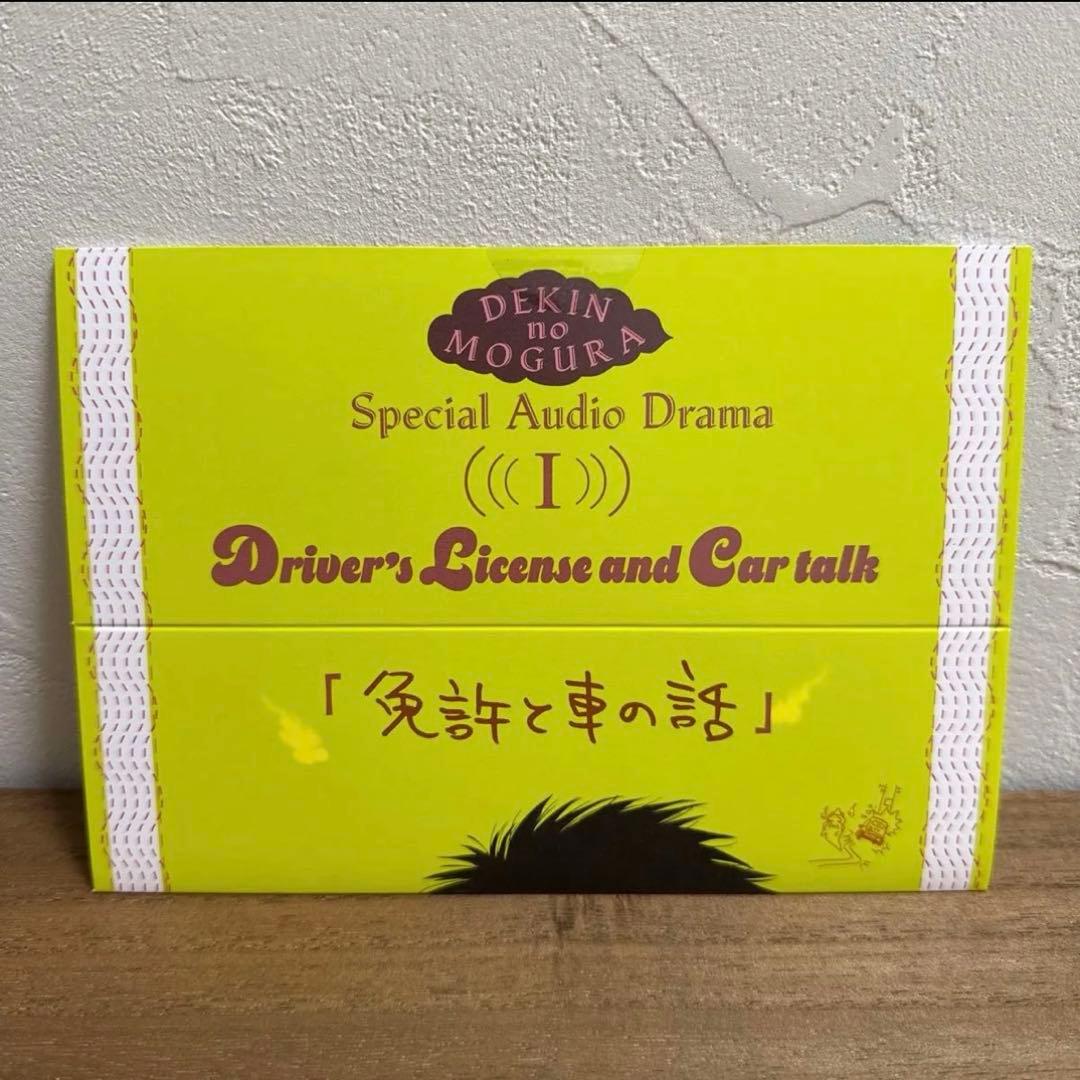 DEKIN
no
MOGURA
Special Audio Drama
(((I)))
Driver's License and Car talk
「免許と車の話」